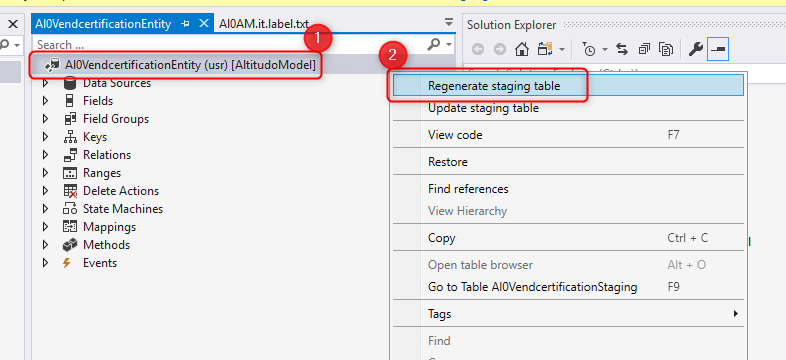 AI0VendcertificationEntity
AI0AM.it.label.txt
Solution Explorer
Search ...
1
AI0VendcertificationEntity (usr) [AltitudoModel]
2
Data Sources
Fields
Field Groups
Keys
Relations
Ranges
Delete Actions
State Machines
Mappings
Methods
Events
Regenerate staging table
Update staging table
View code F7
Restore
Find references
View Hierarchy
Copy Ctrl + C
Open table browser Alt + O
Go to Table AI0VendcertificationStaging F9
Tags
Find